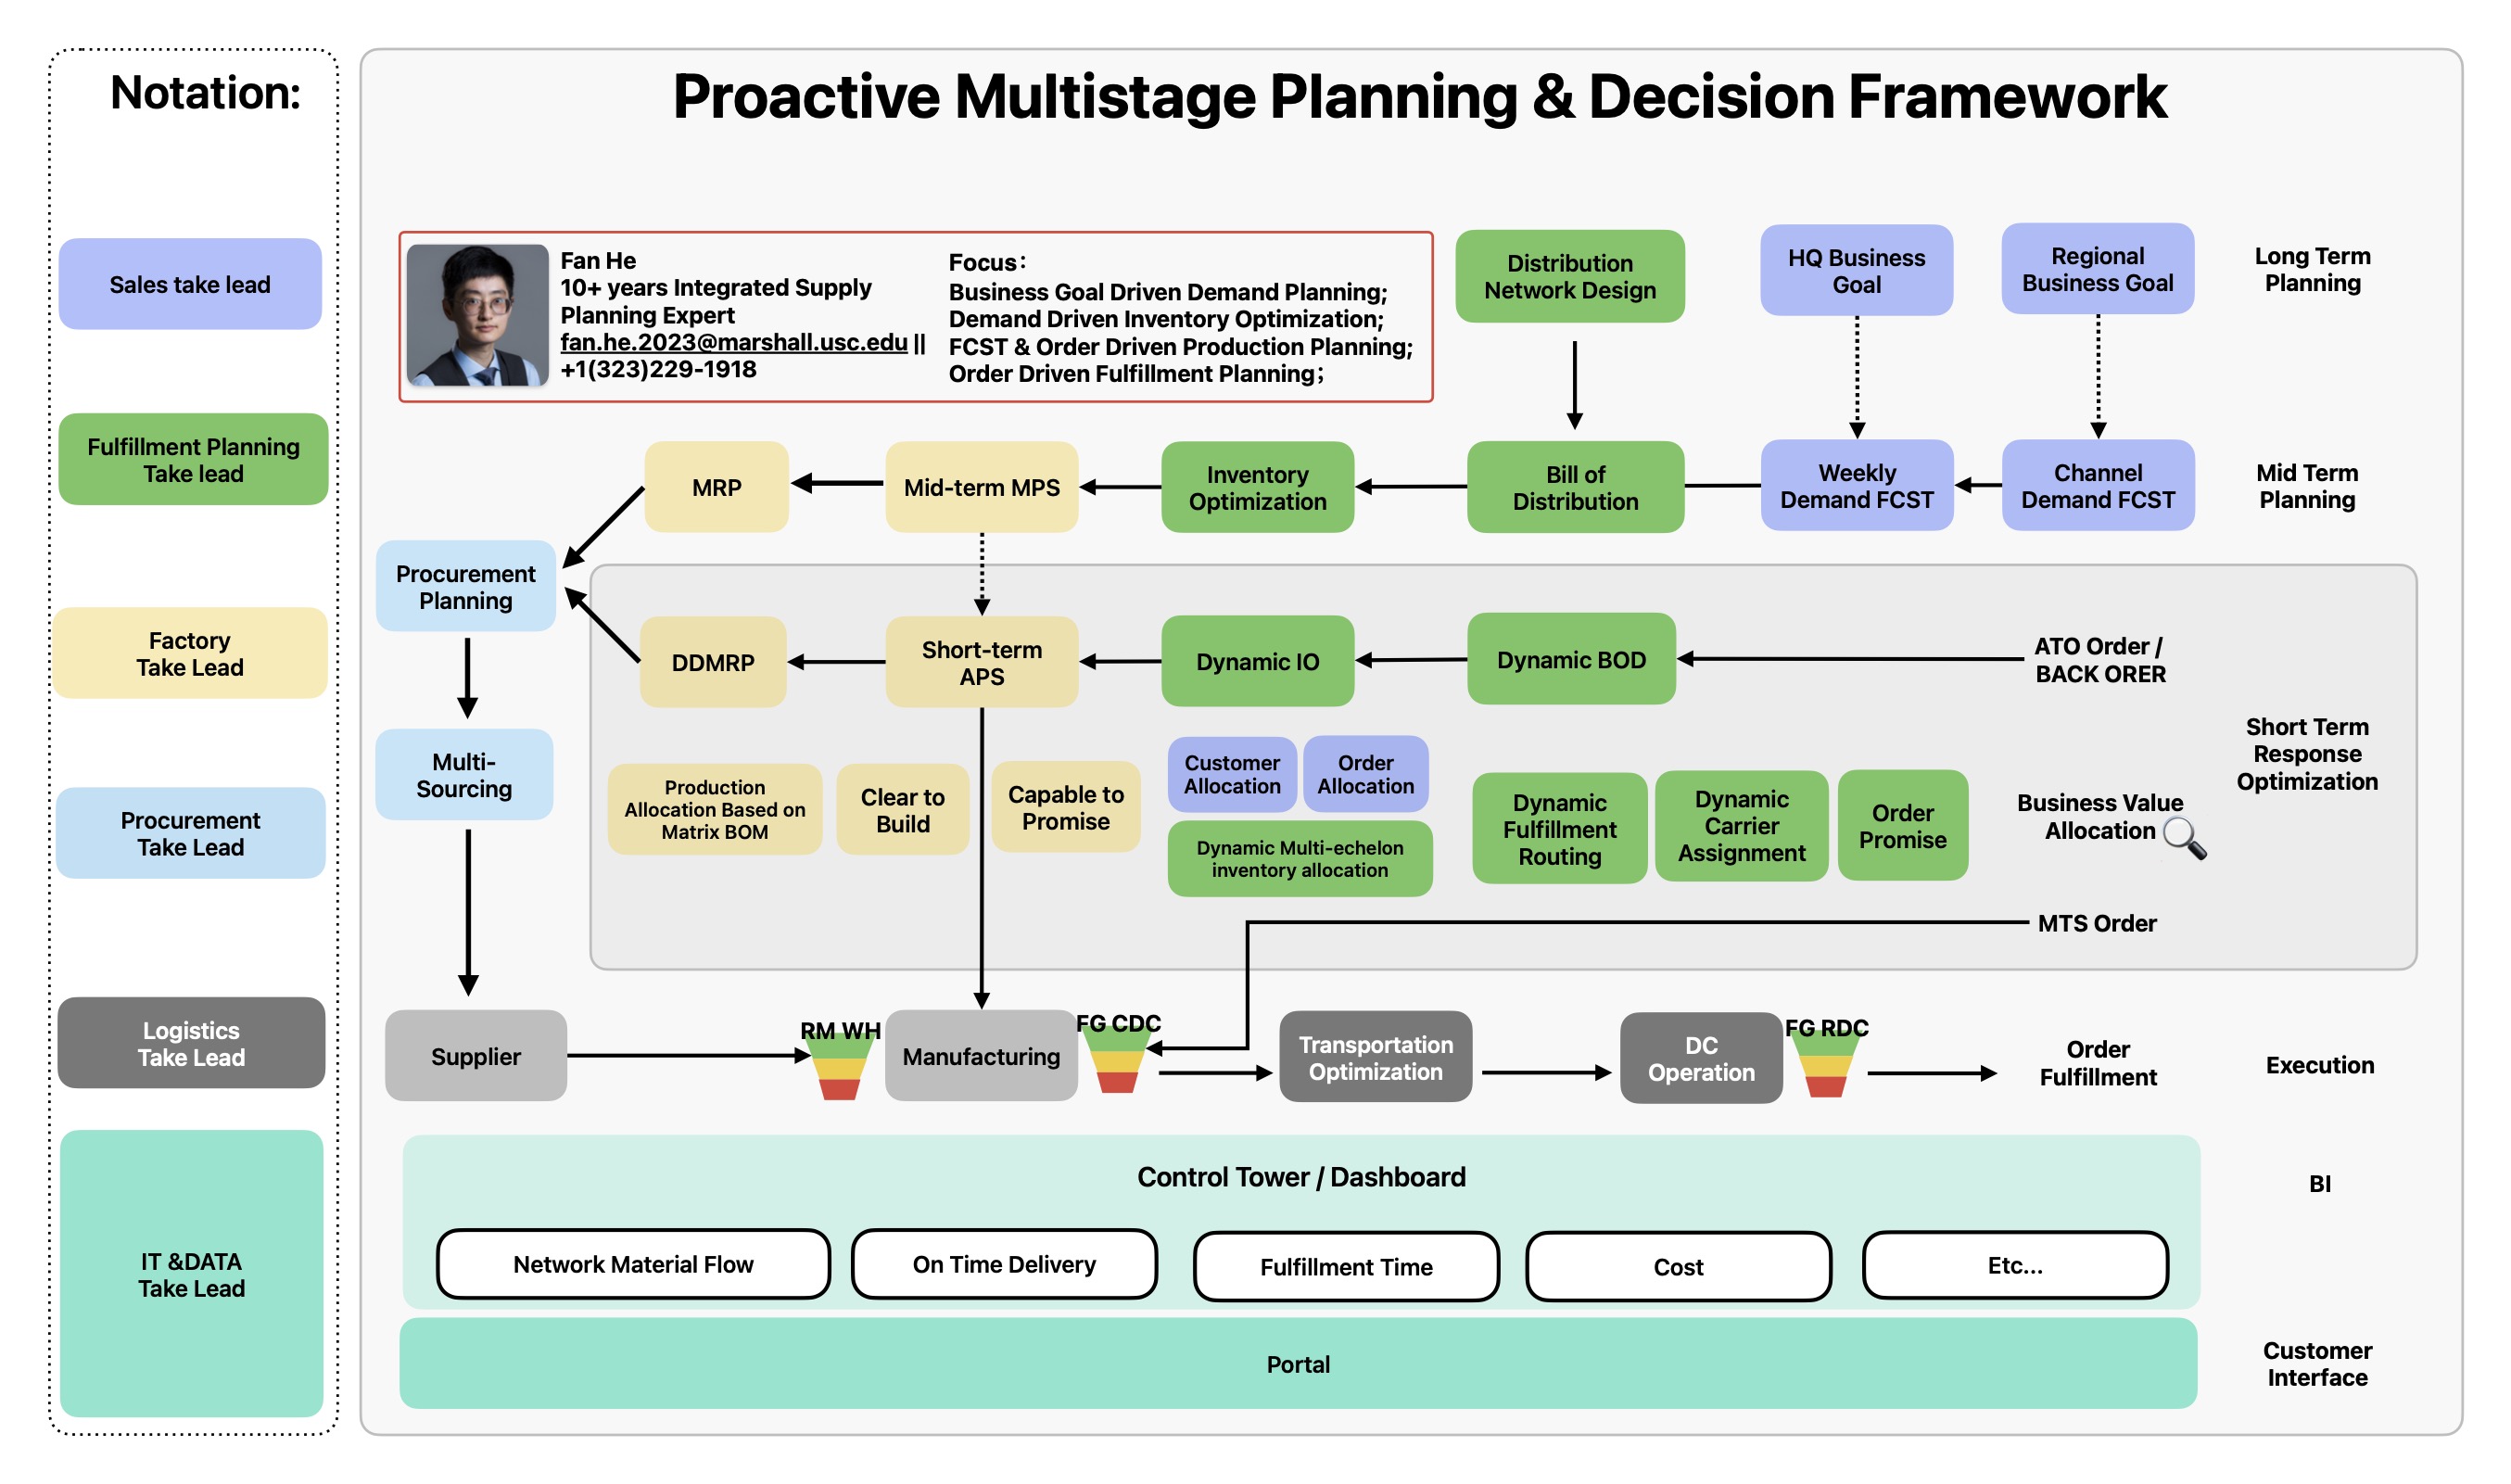 Notation:
Sales take lead
Fulfillment Planning
Take lead
Factory
Take Lead
Procurement
Take Lead
Logistics
Take Lead
IT &DATA
Take Lead
Proactive Multistage Planning & Decision Framework
Fan He
10+ years Integrated Supply
Planning Expert
fan.he.2023@marshall.usc.edu ||
+1(323)229-1918
Focus：
Business Goal Driven Demand Planning;
Demand Driven Inventory Optimization;
FCST & Order Driven Production Planning;
Order Driven Fulfillment Planning；
Distribution
Network Design
HQ Business
Goal
Regional
Business Goal
Long Term
Planning
MRP
Mid-term MPS
Inventory
Optimization
Bill of
Distribution
Weekly
Demand FCST
Channel
Demand FCST
Mid Term
Planning
Procurement
Planning
DDMRP
Short-term
APS
Dynamic IO
Dynamic BOD
ATO Order /
BACK ORER
Multi-
Sourcing
Production
Allocation Based on
Matrix BOM
Clear to
Build
Capable to
Promise
Customer
Allocation
Order
Allocation
Dynamic Multi-echelon
inventory allocation
Dynamic
Fulfillment
Routing
Dynamic
Carrier
Assignment
Order
Promise
Business Value
Allocation
Short Term
Response
Optimization
MTS Order
Supplier
RM WH
Manufacturing
FG CDC
Transportation
Optimization
DC
Operation
FG RDC
Order
Fulfillment
Execution
Control Tower / Dashboard
BI
Network Material Flow
On Time Delivery
Fulfillment Time
Cost
Etc...
Portal
Customer
Interface